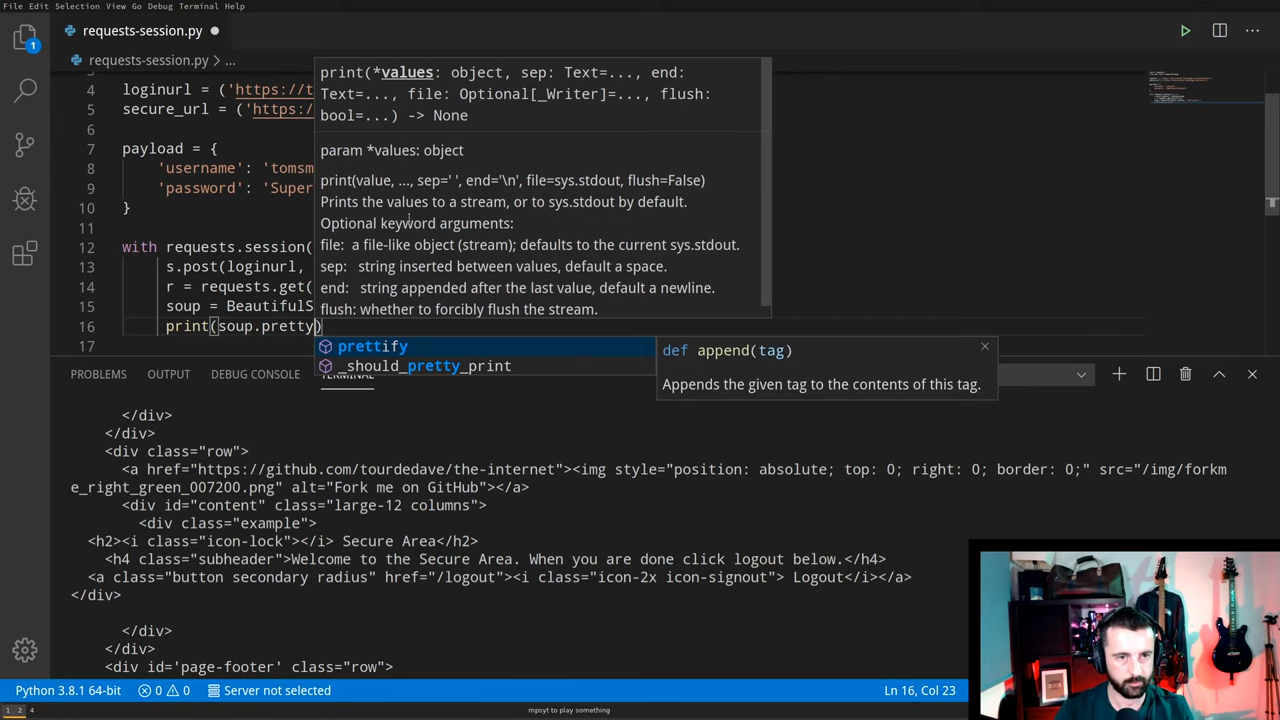 File Edit Selection View Go Debug Terminal Help
requests-session.py
requests-session.py > ...
print(*values: object, sep: Text=..., end:
Text=..., file: Optional[_Writer]=..., flush:
bool=...) -> None
param *values: object
print(value, ..., sep=' ', end='\n', file=sys.stdout, flush=False)
Prints the values to a stream, or to sys.stdout by default.
Optional keyword arguments:
file: a file-like object (stream); defaults to the current sys.stdout.
sep: string inserted between values, default a space.
end: string appended after the last value, default a newline.
flush: whether to forcibly flush the stream.
4 loginurl = ('https://t
5 secure_url = ('https:/
6
7 payload = {
8 'username': 'tomsm
9 'password': 'Super
10 }
11
12 with requests.session(
13 s.post(loginurl,
14 r = requests.get(
15 soup = BeautifulS
16 print(soup.pretty)
17
prettify
_should_pretty_print
def append(tag)
Appends the given tag to the contents of this tag.
PROBLEMS OUTPUT DEBUG CONSOLE TERMINAL
</div>
</div>
<div class="row">
<a href="https://github.com/tourdedave/the-internet"><img style="position: absolute; top: 0; right: 0; border: 0;" src="/img/forkm
e_right_green_007200.png" alt="Fork me on GitHub"></a>
<div id="content" class="large-12 columns">
<div class="example">
<h2><i class="icon-lock"></i> Secure Area</h2>
<h4 class="subheader">Welcome to the Secure Area. When you are done click logout below.</h4>
<a class="button secondary radius" href="/logout"><i class="icon-2x icon-signout"> Logout</i></a>
</div>
</div>
</div>
<div id='page-footer' class="row">
1
Python 3.8.1 64-bit 0 0 Server not selected Ln 16, Col 23
1 2 4 mpsyt to play something